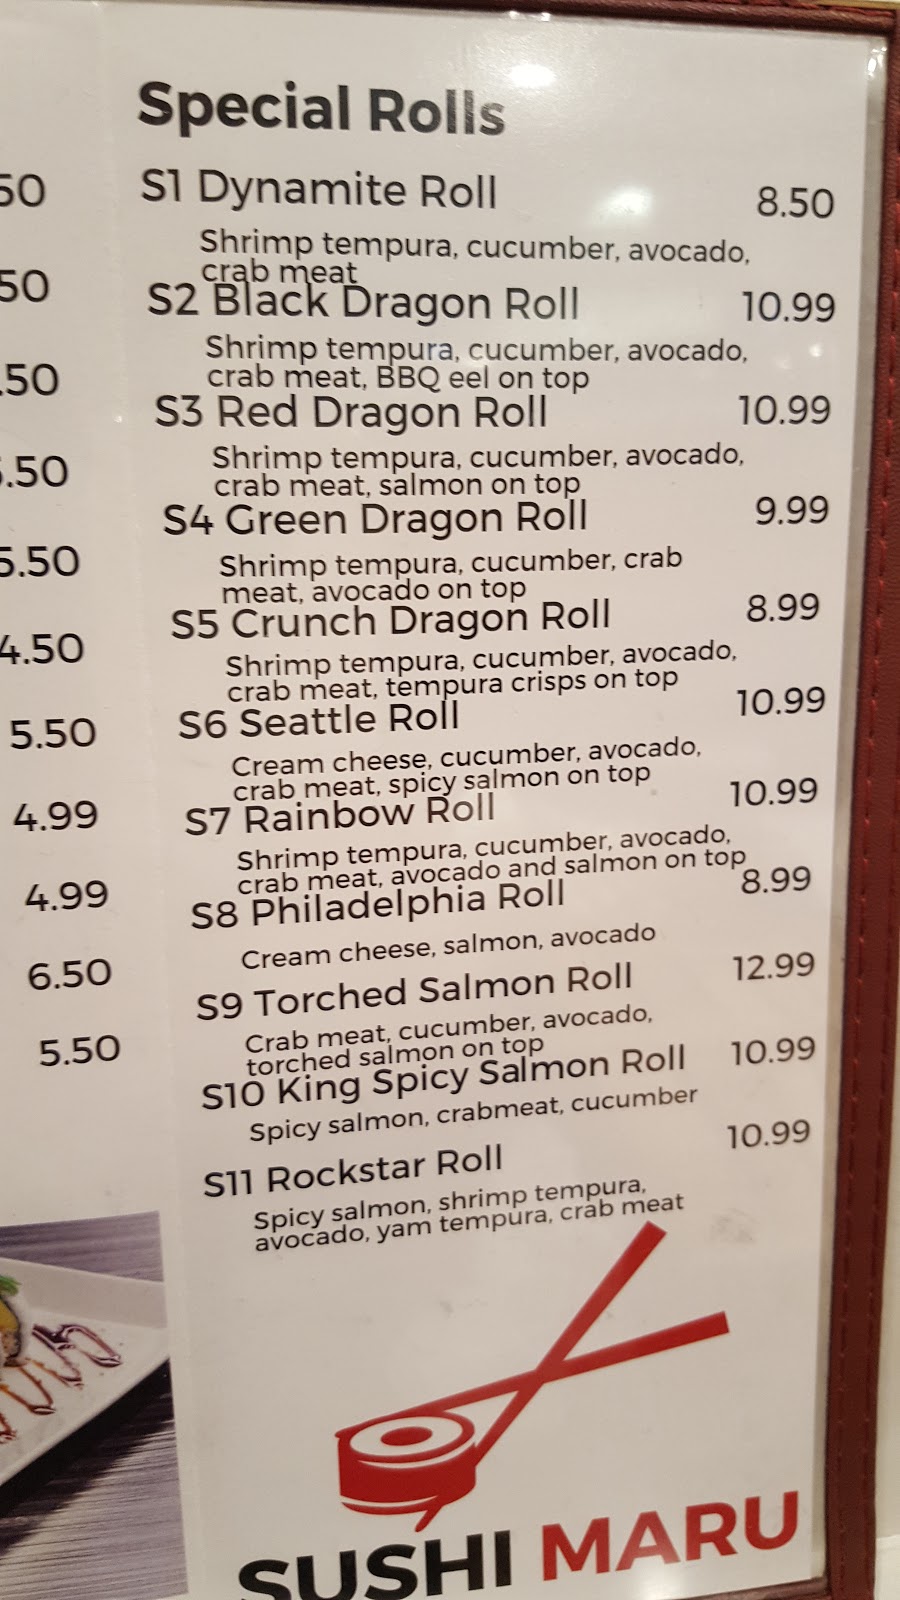 Special Rolls
S1 Dynamite Roll 8.50
Shrimp tempura, cucumber, avocado,
crab meat
S2 Black Dragon Roll 10.99
Shrimp tempura, cucumber, avocado,
crab meat, BBQ eel on top
S3 Red Dragon Roll 10.99
Shrimp tempura, cucumber, avocado,
crab meat, salmon on top
S4 Green Dragon Roll 9.99
Shrimp tempura, cucumber, crab
meat, avocado on top
S5 Crunch Dragon Roll 8.99
Shrimp tempura, cucumber, avocado,
crab meat, tempura crisps on top
S6 Seattle Roll 10.99
Cream cheese, cucumber, avocado,
crab meat, spicy salmon on top
S7 Rainbow Roll 10.99
Shrimp tempura, cucumber, avocado,
crab meat, avocado and salmon on top
S8 Philadelphia Roll 8.99
Cream cheese, salmon, avocado
S9 Torched Salmon Roll 12.99
Crab meat, cucumber, avocado,
torched salmon on top
S10 King Spicy Salmon Roll 10.99
Spicy salmon, crabmeat, cucumber
S11 Rockstar Roll 10.99
Spicy salmon, shrimp tempura,
avocado, yam tempura, crab meat
SUSHI MARU
50
50
.50
.50
5.50
4.50
5.50
4.99
4.99
6.50
5.50